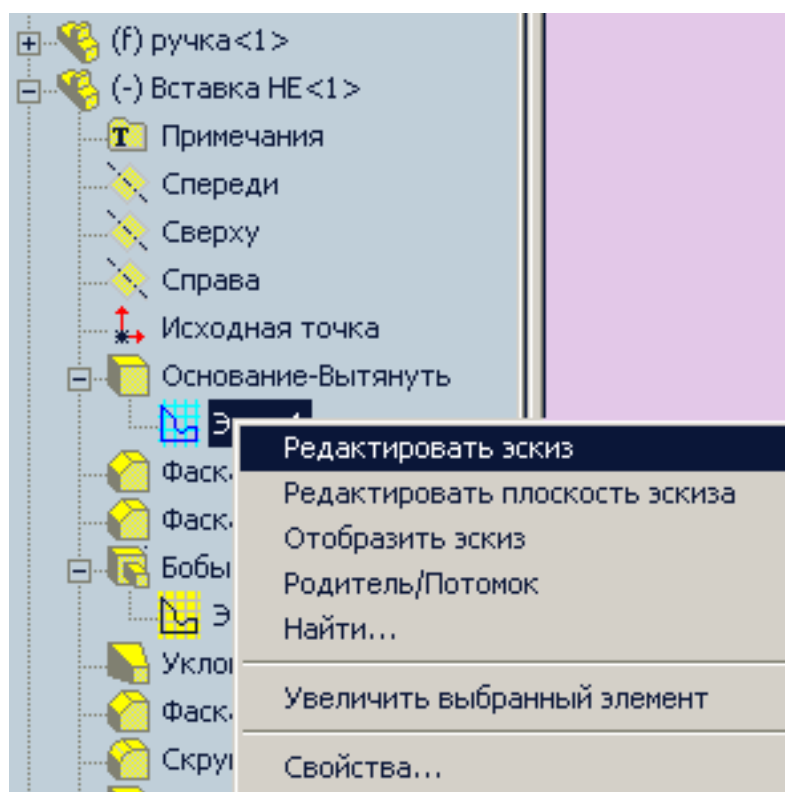 (f) ручка<1>
(-) Вставка НЕ<1>
Примечания
Спереди
Сверху
Справа
Исходная точка
Основание-Вытянуть
Редактировать эскиз
Редактировать плоскость эскиза
Отобразить эскиз
Родитель/Потомок
Найти...
Увеличить выбранный элемент
Свойства...